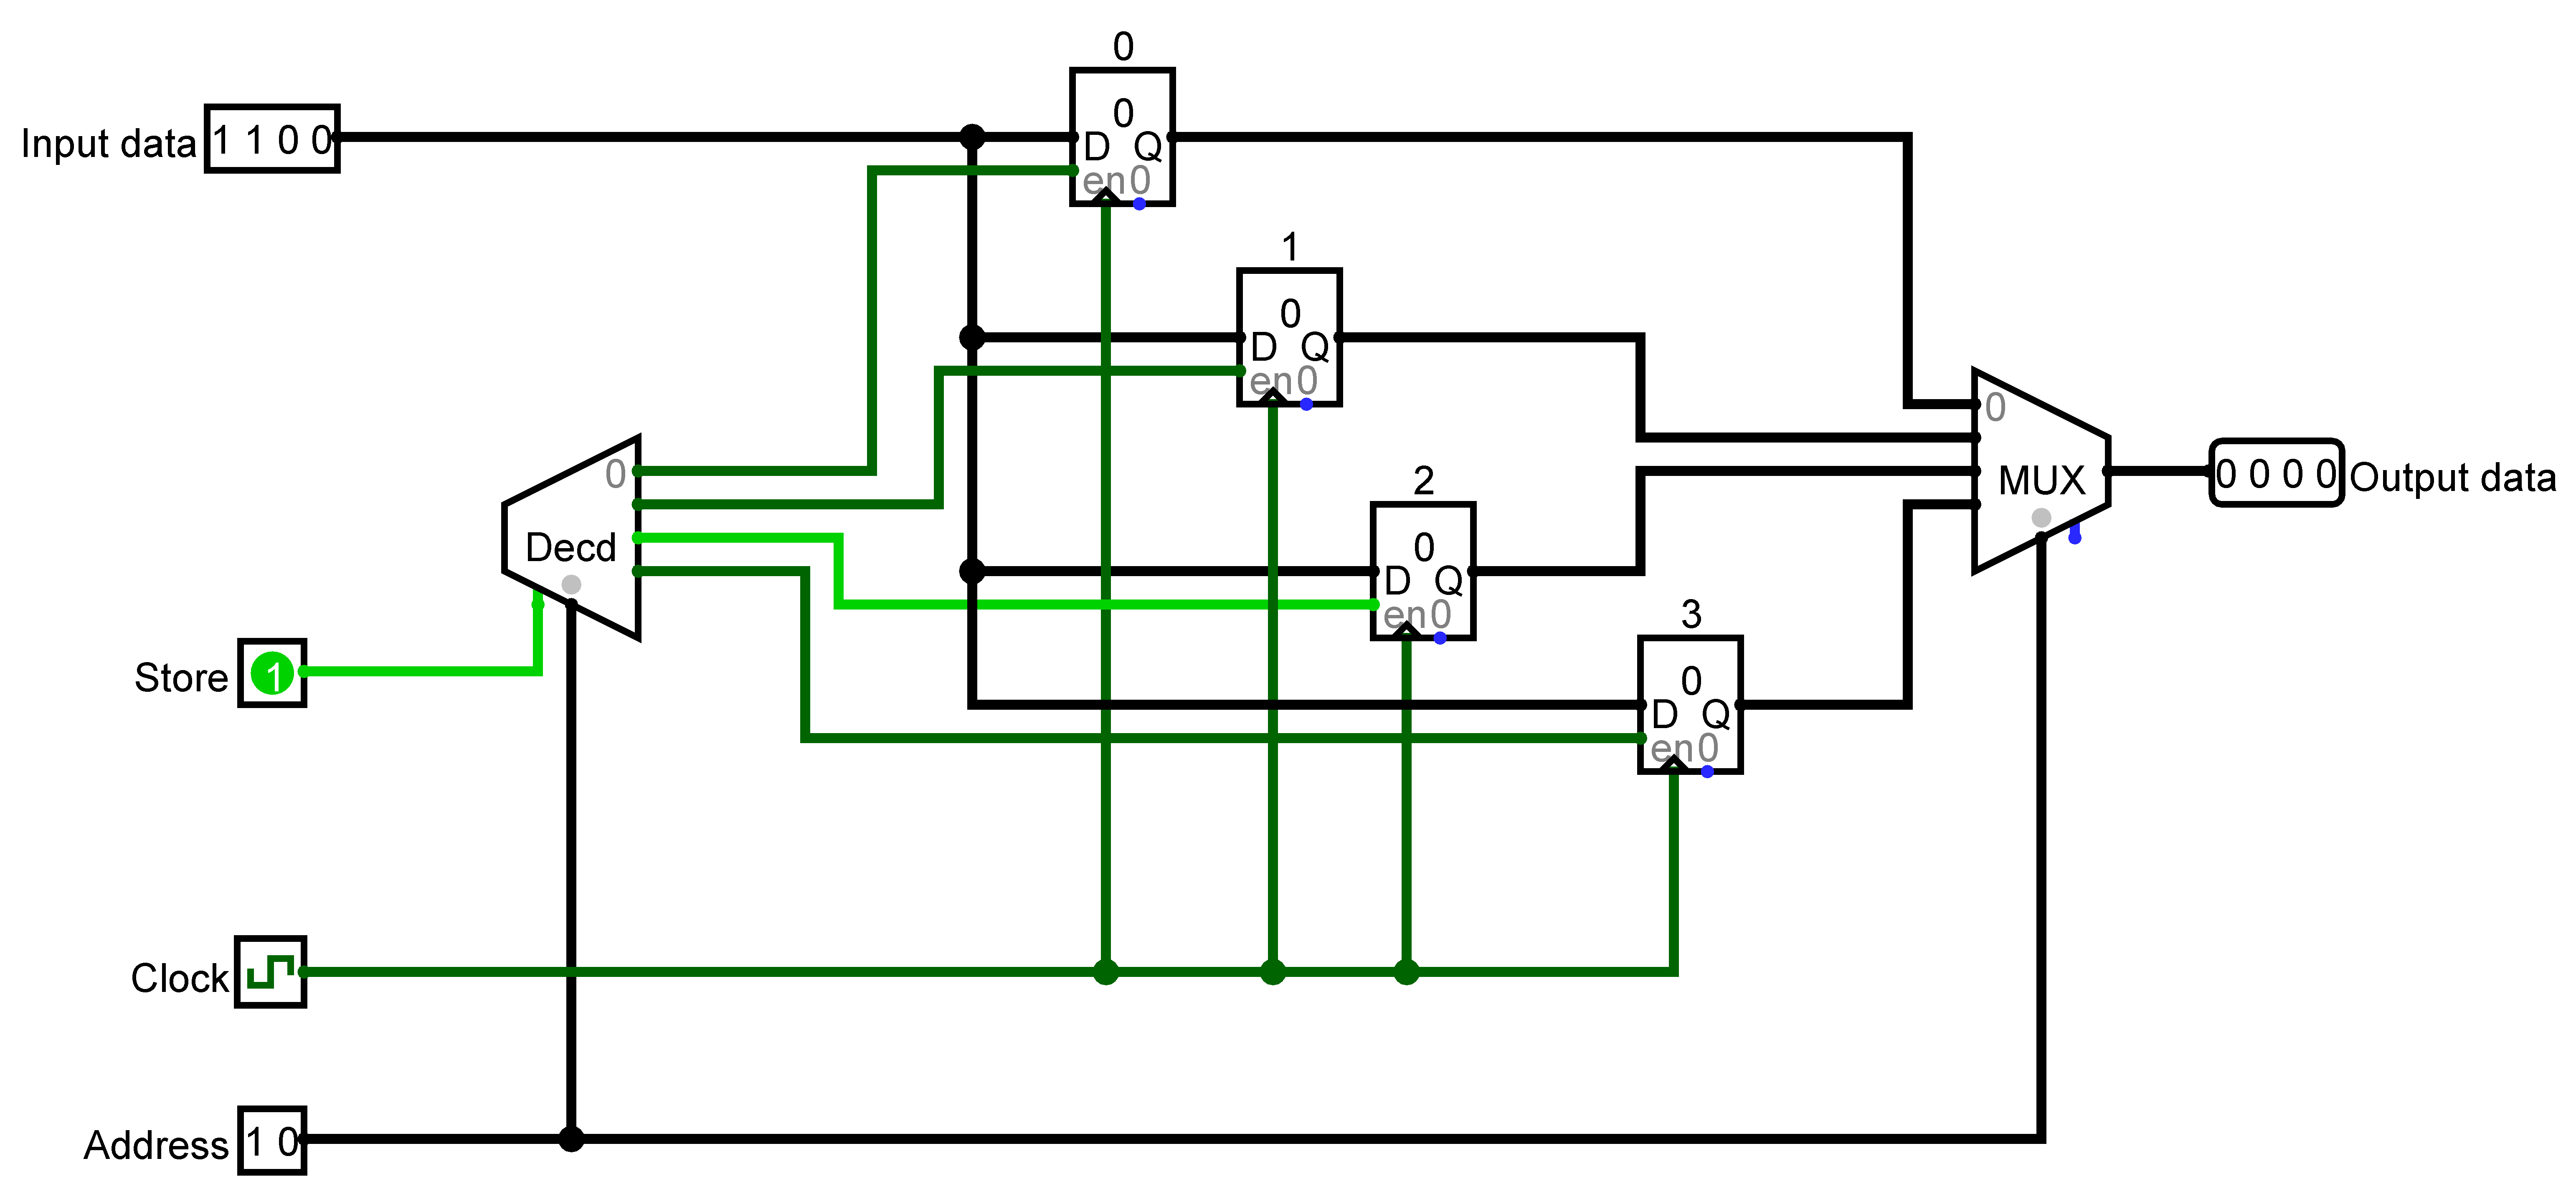 0
0
Input data 1 1 0 0
D Q
en 0
1
0
D Q
en 0
0
MUX
0 0 0 0 Output data
0
Decd
2
0
D Q
en 0
3
0
D Q
en 0
Store 1
Clock
Address 1 0